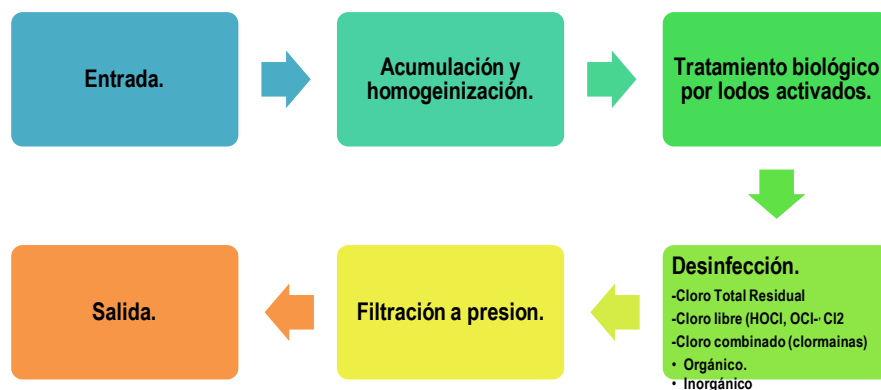 Entrada.
Acumulación y
homogeinización.
Tratamiento biológico
por lodos activados.
Desinfección.
-Cloro Total Residual
-Cloro libre (HOCl, OCl-, Cl2
-Cloro combinado (clormainas)
• Orgánico.
• Inorgánico
Filtración a presion.
Salida.